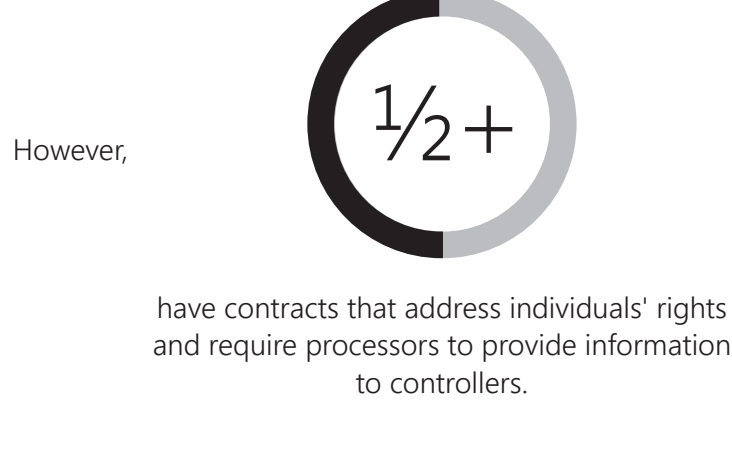 ½+
However,
have contracts that address individuals' rights
and require processors to provide information
to controllers.